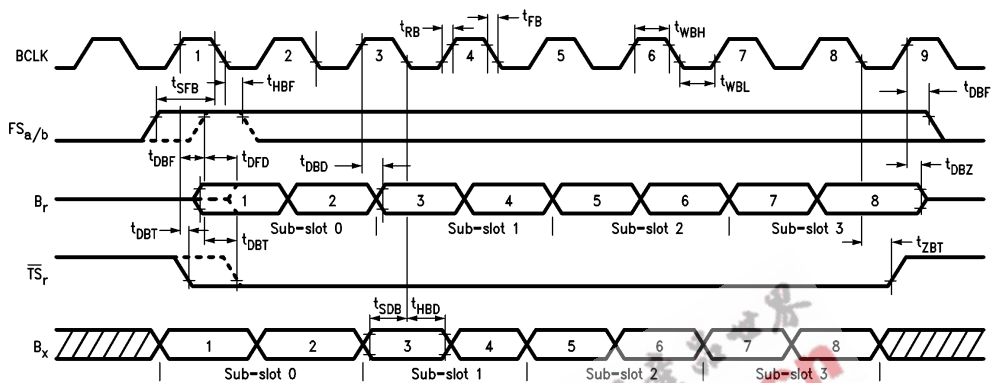 tRB tFB tWBH
BCLK 1 2 3 4 5 6 7 8 9
tSFB tHBF tWBL tDBF
FSa/b
tDBF tDFD tDBD tDBZ
Br 1 2 3 4 5 6 7 8
Sub-slot 0 Sub-slot 1 Sub-slot 2 Sub-slot 3
tDBT tDBT tZBT
TSr
tSDB tHBD
Bx 1 2 3 4 5 6 7 8
Sub-slot 0 Sub-slot 1 Sub-slot 2 Sub-slot 3